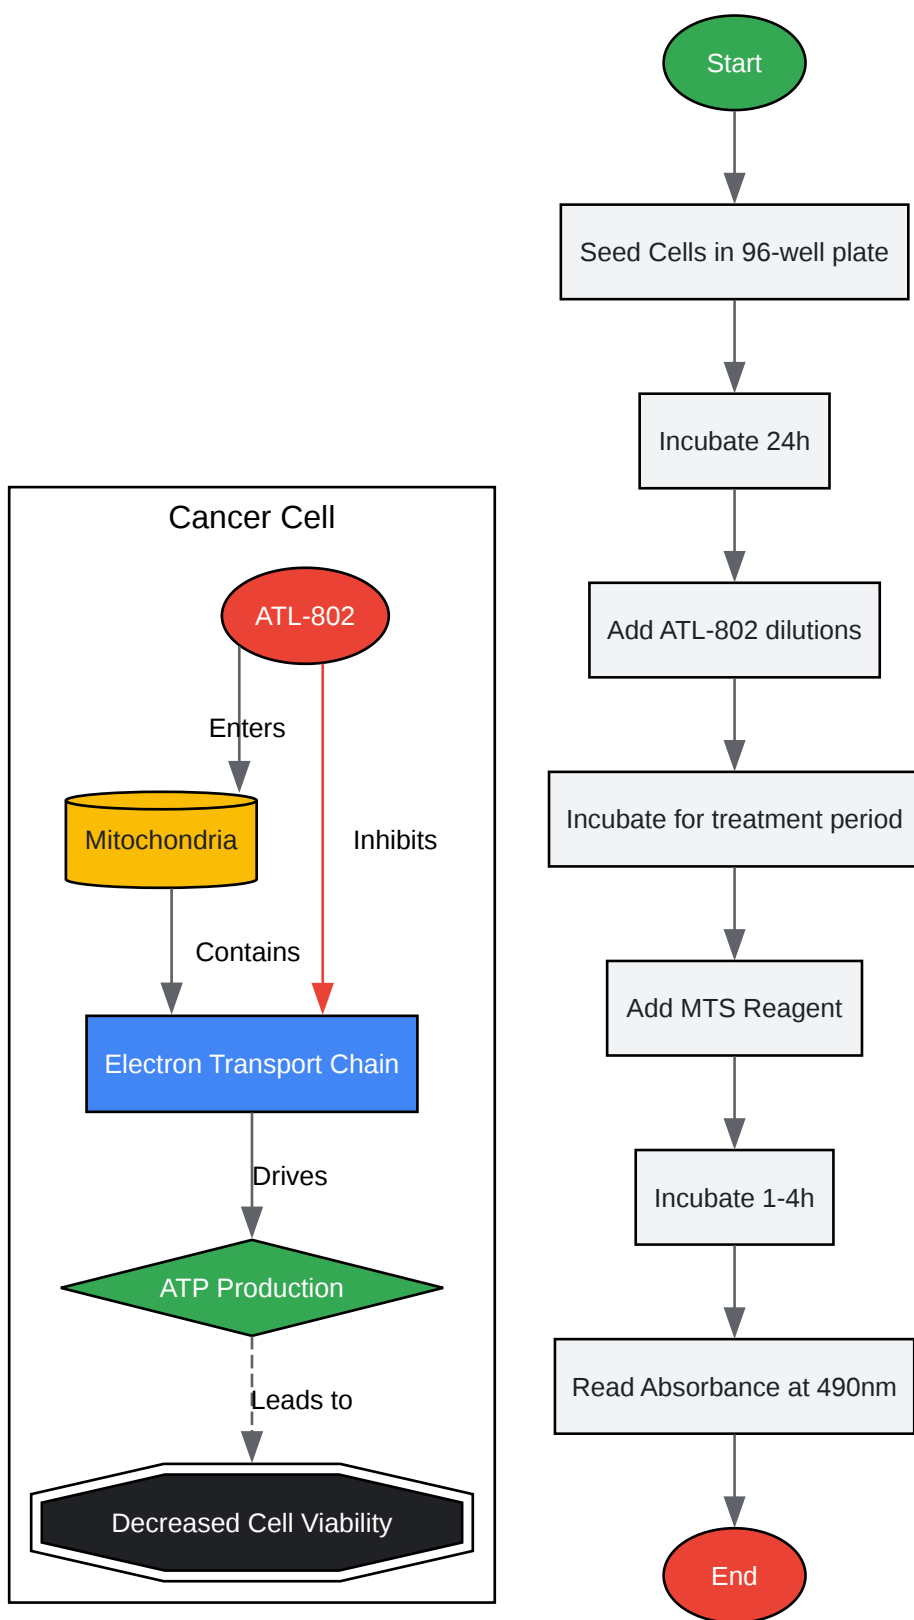 Cancer Cell
ATL-802
Enters
Inhibits
Mitochondria
Contains
Electron Transport Chain
Drives
ATP Production
Leads to
Decreased Cell Viability
Start
Seed Cells in 96-well plate
Incubate 24h
Add ATL-802 dilutions
Incubate for treatment period
Add MTS Reagent
Incubate 1-4h
Read Absorbance at 490nm
End